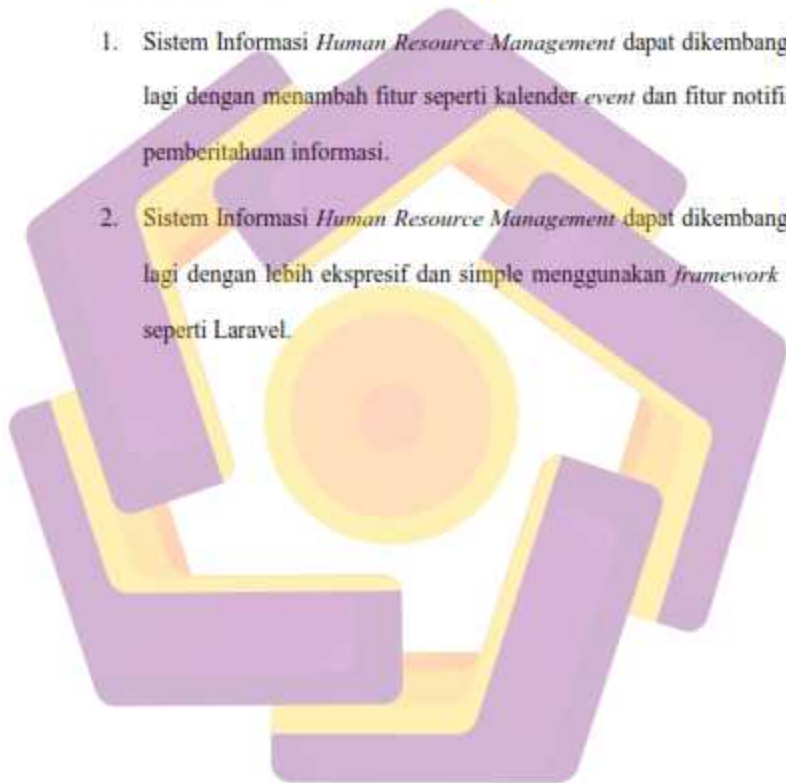 1. Sistem Informasi Human Resource Management dapat dikembang
lagi dengan menambah fitur seperti kalender event dan fitur notifi
pemberitahuan informasi.
2. Sistem Informasi Human Resource Management dapat dikembang
lagi dengan lebih ekspresif dan simple menggunakan framework
seperti Laravel.